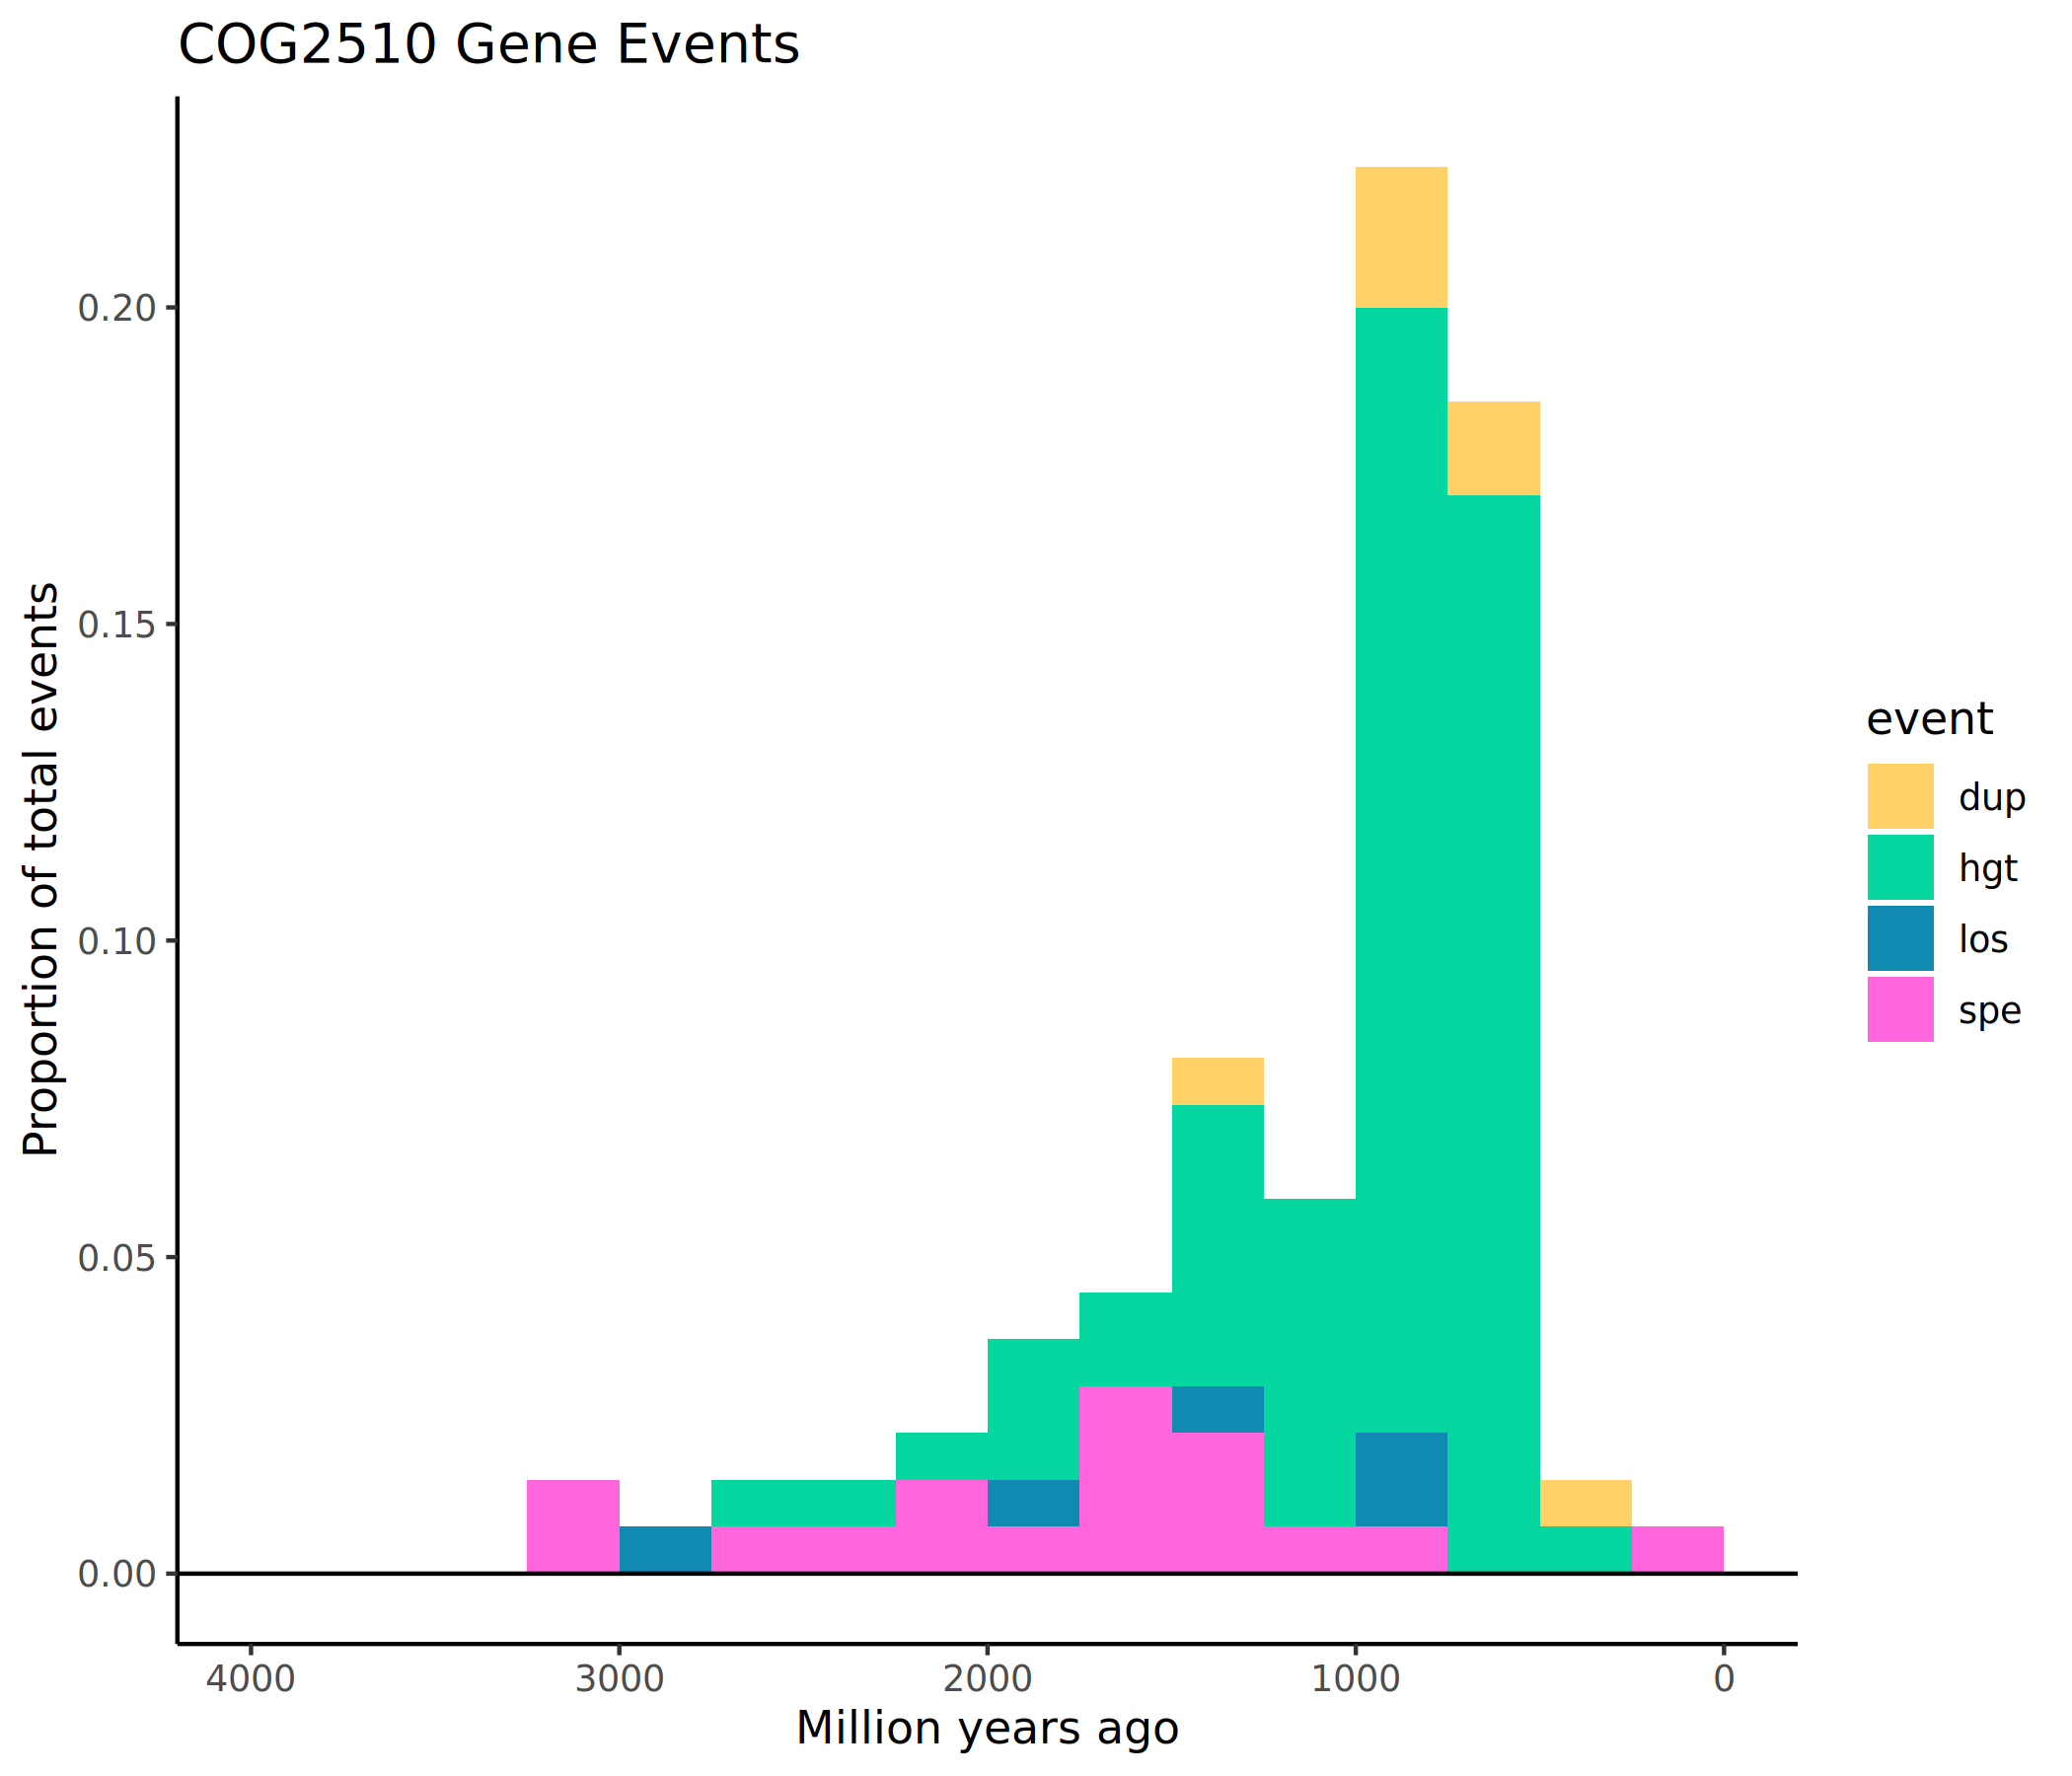 COG2510 Gene Events
Proportion of total events
0.20
0.15
0.10
0.05
0.00
4000 3000 2000 1000 0
Million years ago
event
dup
hgt
los
spe